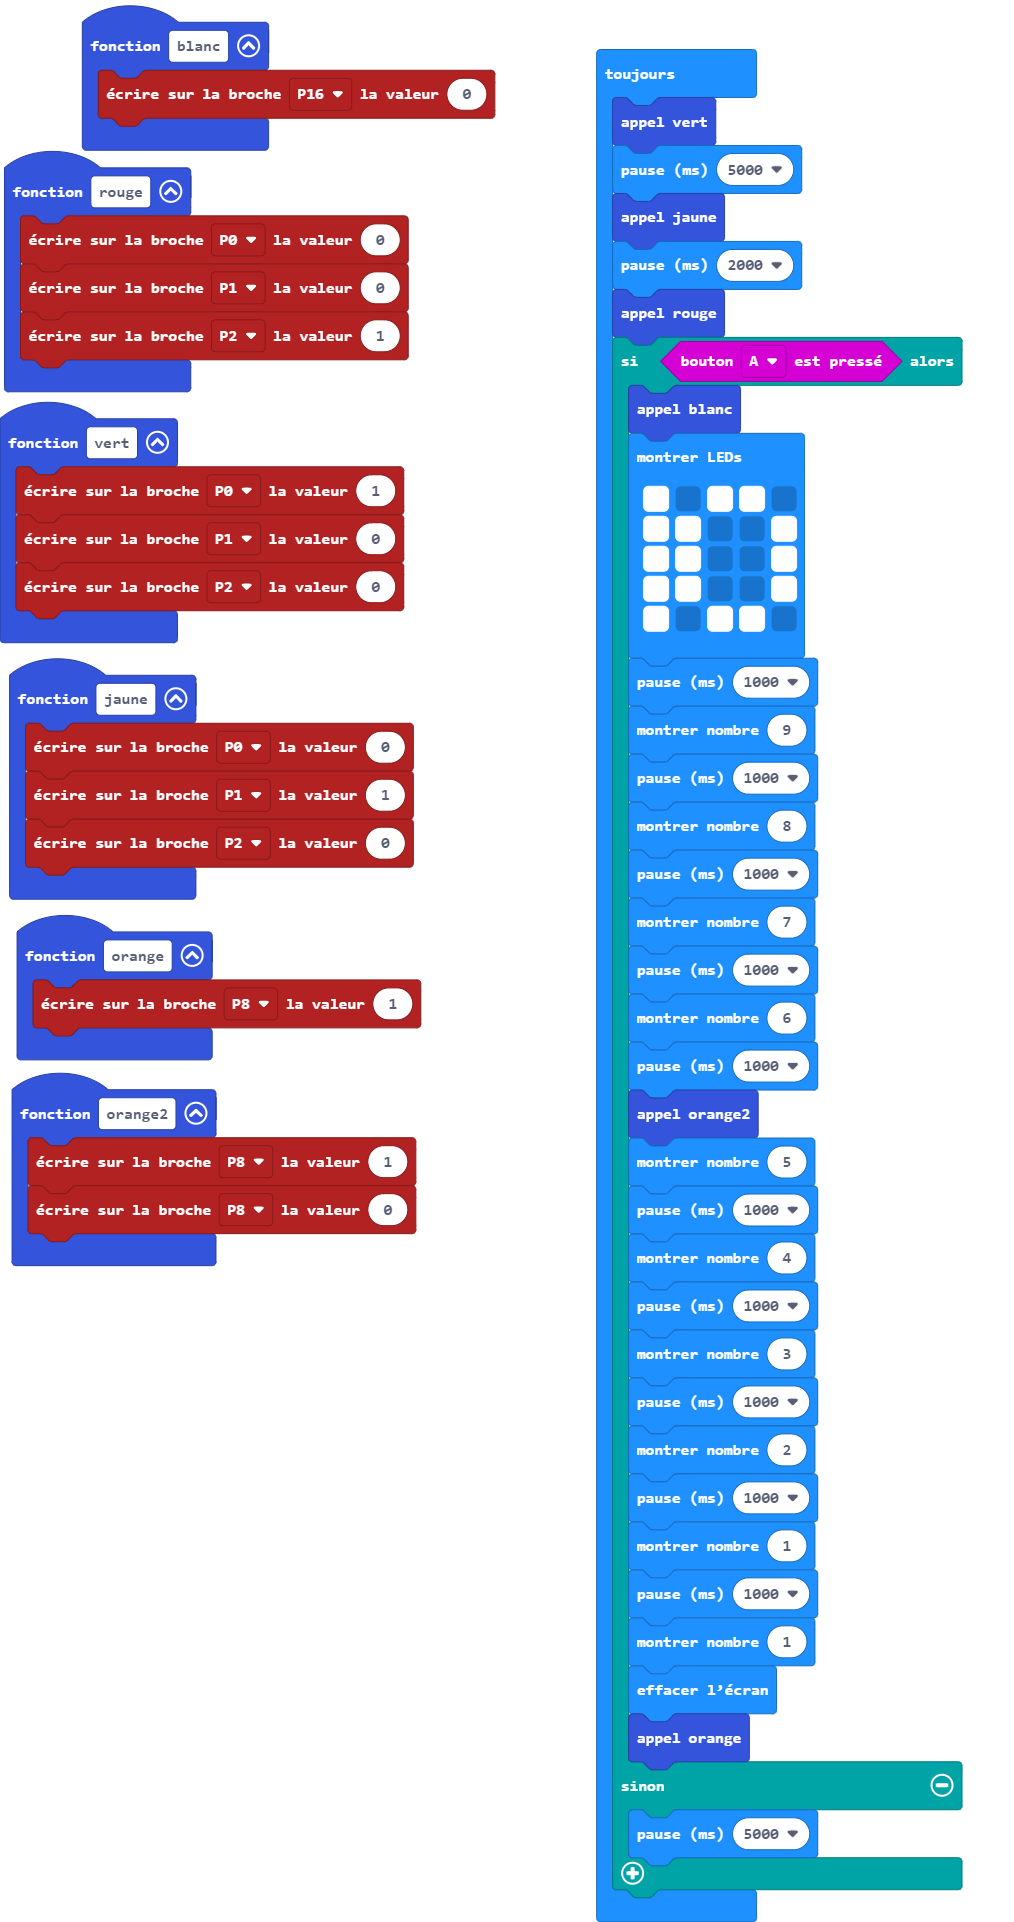 fonction blanc
écrire sur la broche P16 la valeur 0
fonction rouge
écrire sur la broche P0 la valeur 0
écrire sur la broche P1 la valeur 0
écrire sur la broche P2 la valeur 1
fonction vert
écrire sur la broche P0 la valeur 1
écrire sur la broche P1 la valeur 0
écrire sur la broche P2 la valeur 0
fonction jaune
écrire sur la broche P0 la valeur 0
écrire sur la broche P1 la valeur 1
écrire sur la broche P2 la valeur 0
fonction orange
écrire sur la broche P8 la valeur 1
fonction orange2
écrire sur la broche P8 la valeur 1
écrire sur la broche P8 la valeur 0
toujours
appel vert
pause (ms) 5000
appel jaune
pause (ms) 2000
appel rouge
si bouton A est pressé alors
appel blanc
montrer LEDs
pause (ms) 1000
montrer nombre 9
pause (ms) 1000
montrer nombre 8
pause (ms) 1000
montrer nombre 7
pause (ms) 1000
montrer nombre 6
pause (ms) 1000
appel orange2
montrer nombre 5
pause (ms) 1000
montrer nombre 4
pause (ms) 1000
montrer nombre 3
pause (ms) 1000
montrer nombre 2
pause (ms) 1000
montrer nombre 1
pause (ms) 1000
montrer nombre 1
effacer l’écran
appel orange
sinon
pause (ms) 5000